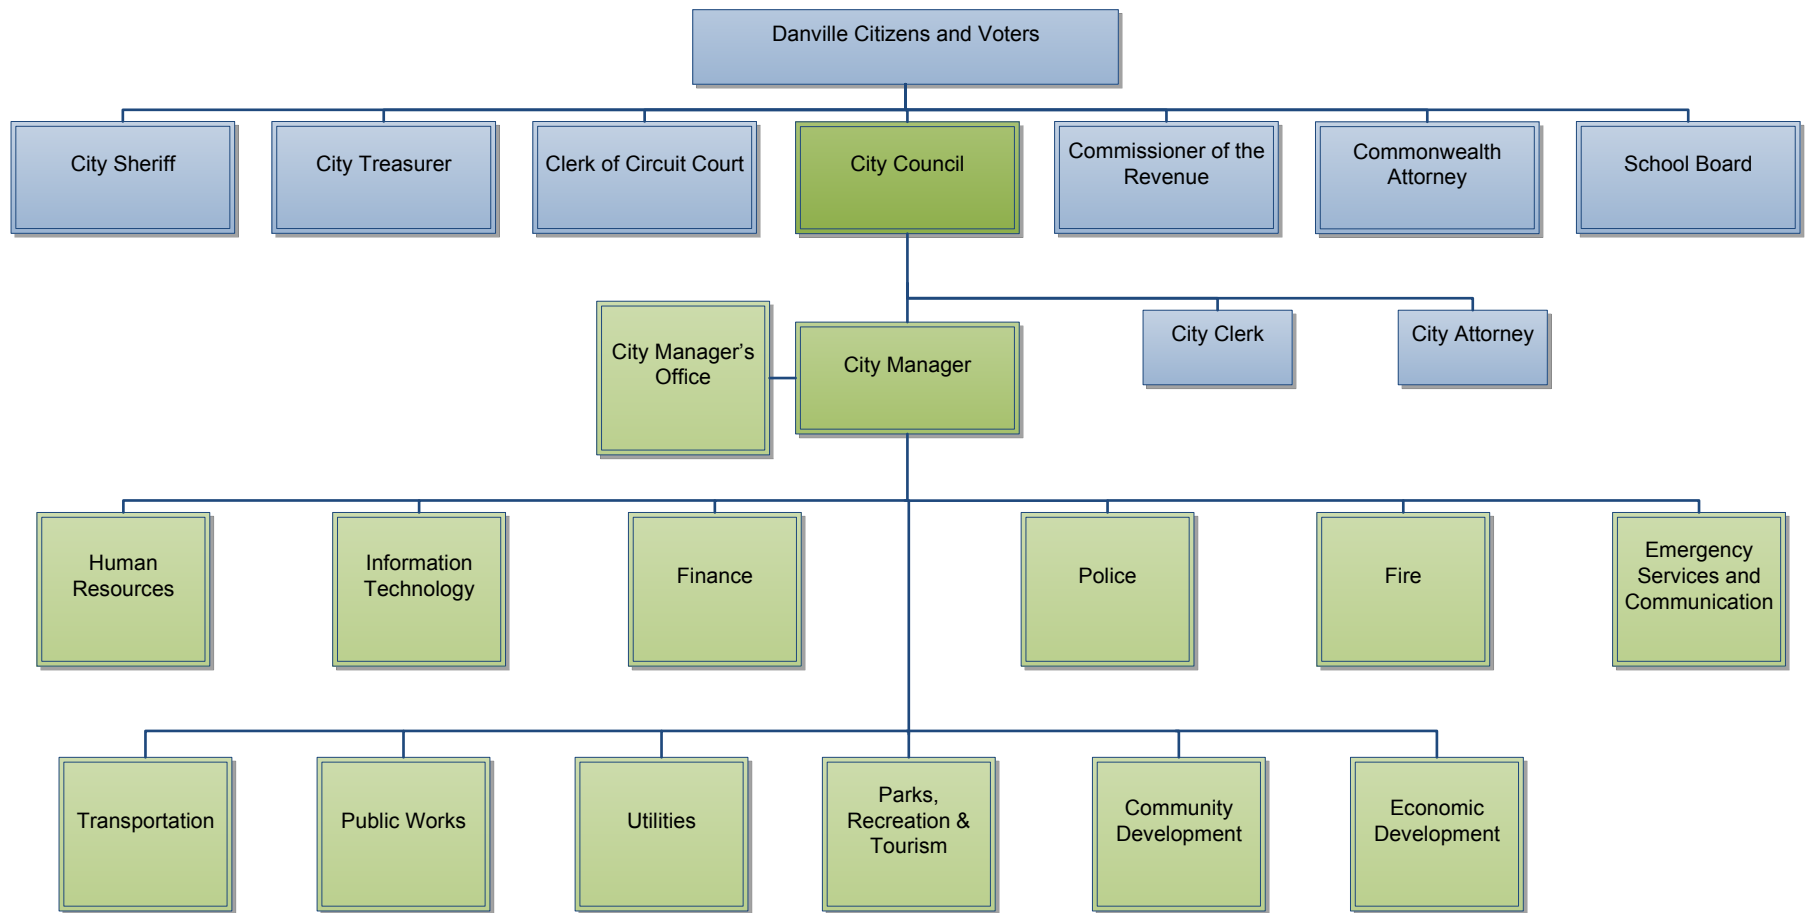 Danville Citizens and Voters
City Sheriff
City Treasurer
Clerk of Circuit Court
City Council
Commissioner of the
Revenue
Commonwealth
Attorney
School Board
City Manager’s
Office
City Manager
City Clerk
City Attorney
Human
Resources
Information
Technology
Finance
Police
Fire
Emergency
Services and
Communication
Transportation
Public Works
Utilities
Parks,
Recreation &
Tourism
Community
Development
Economic
Development